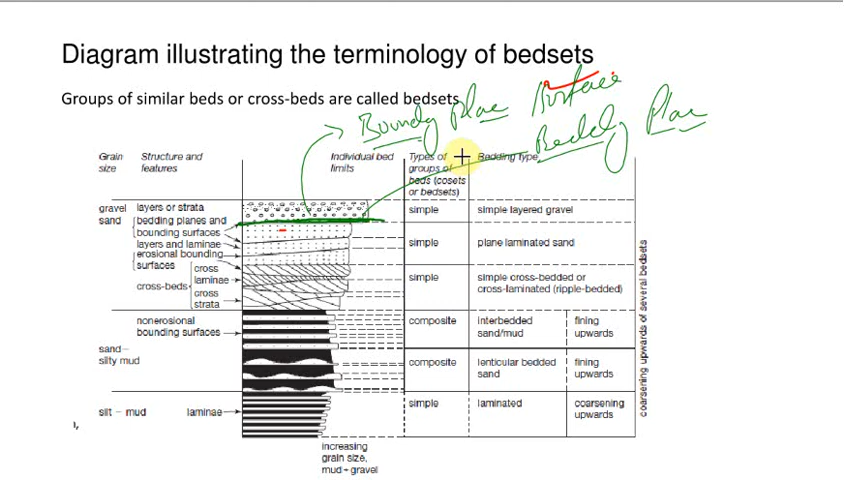 Diagram illustrating the terminology of bedsets
Groups of similar beds or cross-beds are called bedsets
Boundy Plae Surface
Beddg Plae
Grain size
Structure and features
Individual bed limits
Types of groups of beds (cosets or bedsets)
Bedding Type
gravel
sand
layers or strata
bedding planes and bounding surfaces
layers and laminae
erosional bounding surfaces
cross-beds
cross laminae
cross strata
simple
simple layered gravel
simple
plane laminated sand
simple
simple cross-bedded or cross-laminated (ripple-bedded)
nonerosional bounding surfaces
composite
interbedded sand/mud
fining upwards
sand–silty mud
composite
lenticular bedded sand
fining upwards
silt – mud
laminae
simple
laminated
coarsening upwards
coarsening upwards of several bedsets
increasing grain size, mud – gravel
),